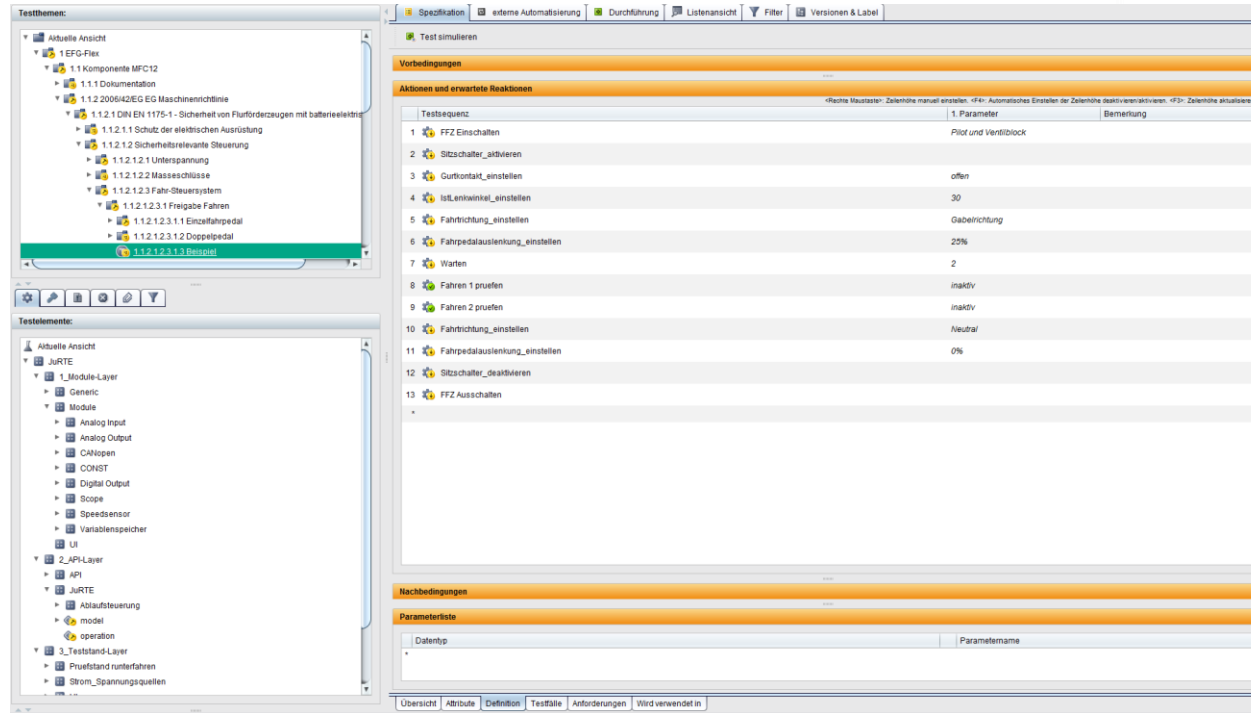 Testthemen:
Aktuelle Ansicht
1 EFG-Flex
1.1 Komponente MFC12
1.1.1 Dokumentation
1.1.2 2006/42/EG EG Maschinenrichtlinie
1.1.2.1 DIN EN 1175-1 - Sicherheit von Flurförderzeugen mit batterieelektris
1.1.2.1.1 Schutz der elektrischen Ausrüstung
1.1.2.1.2 Sicherheitsrelevante Steuerung
1.1.2.1.2.1 Unterspannung
1.1.2.1.2.2 Masseschlüsse
1.1.2.1.2.3 Fahr-Steuersystem
1.1.2.1.2.3.1 Freigabe Fahren
1.1.2.1.2.3.1.1 Einzelfahrpedal
1.1.2.1.2.3.1.2 Doppelpedal
1.1.2.1.2.3.1.3 Beispiel
Testelemente:
Aktuelle Ansicht
JuRTE
1_Module-Layer
Generic
Module
Analog Input
Analog Output
CANopen
CONST
Digital Output
Scope
Speedsensor
Variablenspeicher
UI
2_API-Layer
API
JuRTE
Ablaufsteuerung
model
operation
3_Teststand-Layer
Pruefstand runterfahren
Strom_Spannungsquellen
Spezifikation externe Automatisierung Durchführung Listenansicht Filter Versionen & Label
Test simulieren
Vorbedingungen
Aktionen und erwartete Reaktionen
<Rechte Maustaste>: Zeilenhöhe manuell einstellen. <F4>: Automatisches Einstellen der Zeilenhöhe deaktivieren/aktivieren. <F3>: Zeilenhöhe aktualisiere
Testsequenz 1. Parameter Bemerkung
1 FFZ Einschalten Pilot und Ventilblock
2 Sitzschalter_aktivieren
3 Gurtkontakt_einstellen offen
4 IstLenkwinkel_einstellen 30
5 Fahrtrichtung_einstellen Gabelrichtung
6 Fahrpedalauslenkung_einstellen 25%
7 Warten 2
8 Fahren 1 pruefen inaktiv
9 Fahren 2 pruefen inaktiv
10 Fahrtrichtung_einstellen Neutral
11 Fahrpedalauslenkung_einstellen 0%
12 Sitzschalter_deaktivieren
13 FFZ Ausschalten
*
Nachbedingungen
Parameterliste
Datentyp Parametername
*
Übersicht Attribute Definition Testfälle Anforderungen Wird verwendet in